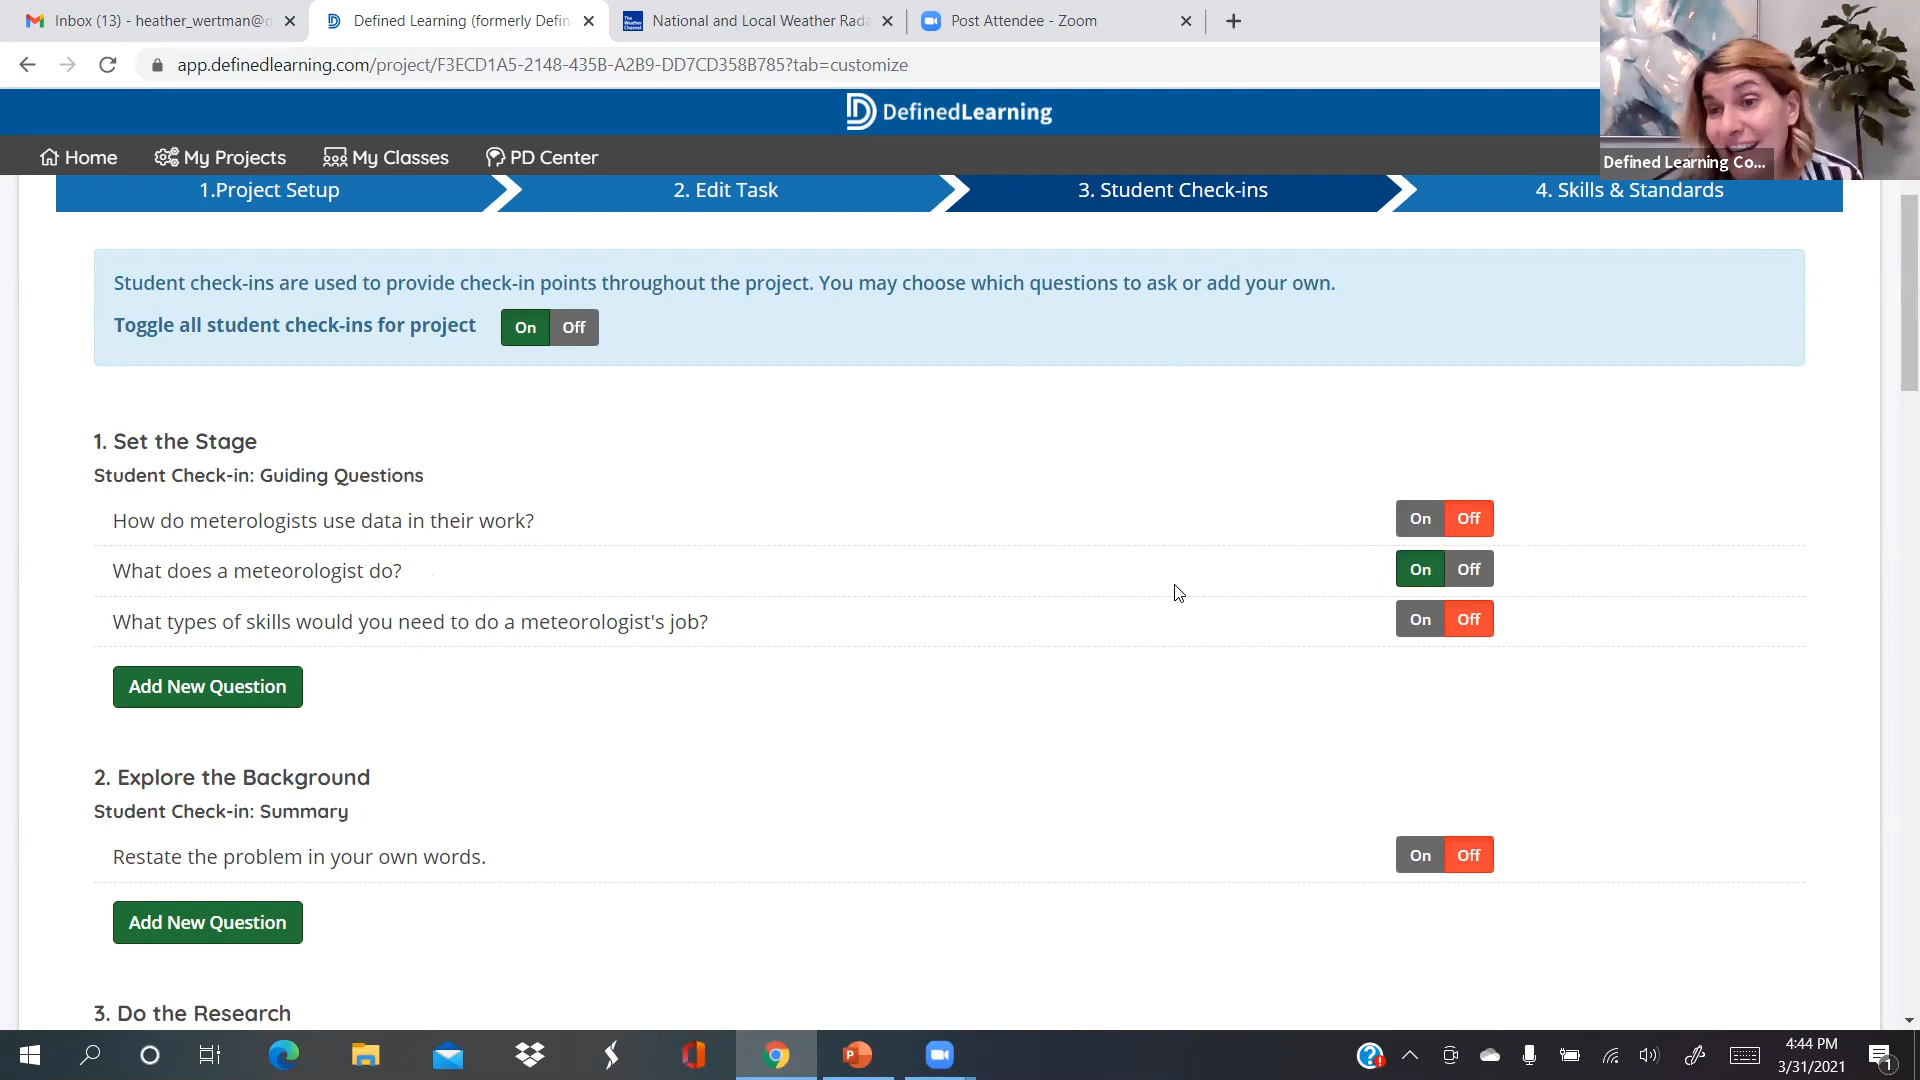 Inbox (13) - heather_wertman@d
Defined Learning (formerly Defin
The Weather Channel
National and Local Weather Rada
Post Attendee - Zoom
app.definedlearning.com/project/F3ECD1A5-2148-435B-A2B9-DD7CD358B785?tab=customize
DefinedLearning
Home
My Projects
My Classes
PD Center
Defined Learning Co...
1.Project Setup
2. Edit Task
3. Student Check-ins
4. Skills & Standards
Student check-ins are used to provide check-in points throughout the project. You may choose which questions to ask or add your own.
Toggle all student check-ins for project On Off
1. Set the Stage
Student Check-in: Guiding Questions
How do meterologists use data in their work? On Off
What does a meteorologist do? On Off
What types of skills would you need to do a meteorologist's job? On Off
Add New Question
2. Explore the Background
Student Check-in: Summary
Restate the problem in your own words. On Off
Add New Question
3. Do the Research
4:44 PM
3/31/2021
1